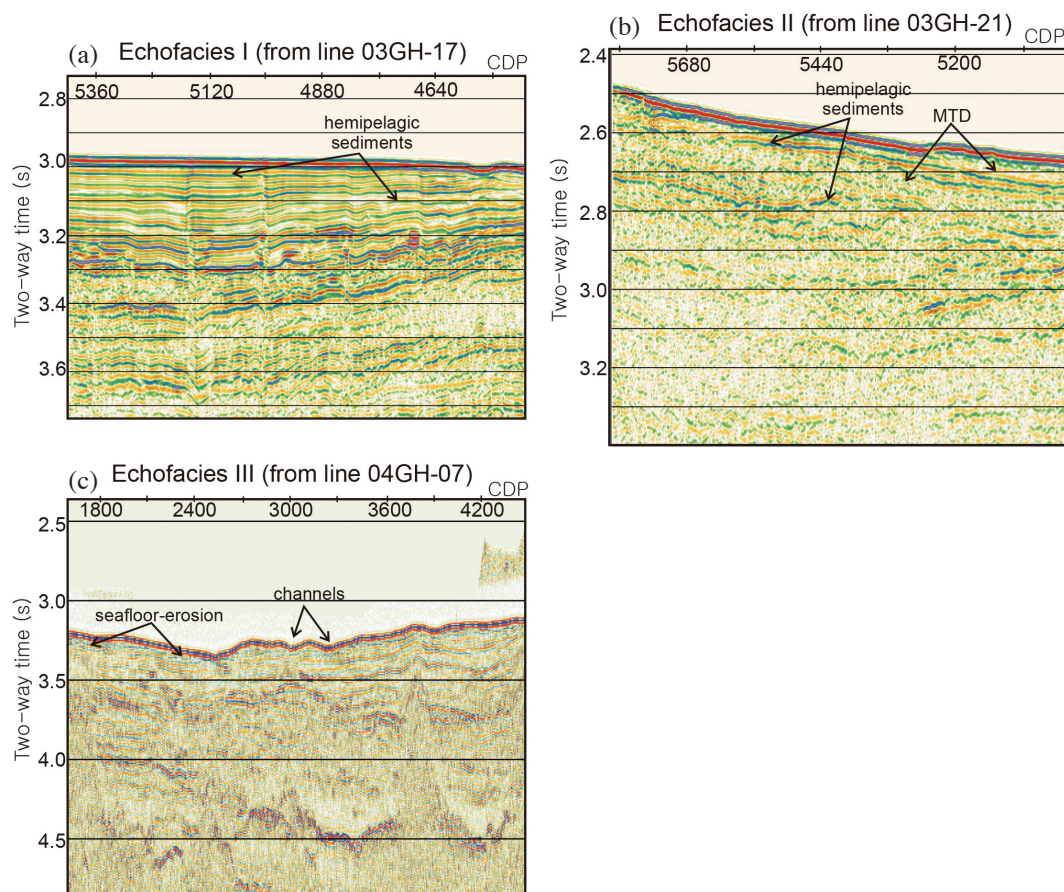 (a) Echofacies I (from line 03GH-17) CDP
5360 5120 4880 4640
2.8
3.0
3.2
3.4
3.6
Two-way time (s)
hemipelagic
sediments
(b) Echofacies II (from line 03GH-21) CDP
5680 5440 5200
2.4
2.6
2.8
3.0
3.2
Two-way time (s)
hemipelagic
sediments
MTD
(c) Echofacies III (from line 04GH-07) CDP
1800 2400 3000 3600 4200
2.5
3.0
3.5
4.0
4.5
Two-way time (s)
channels
seafloor-erosion